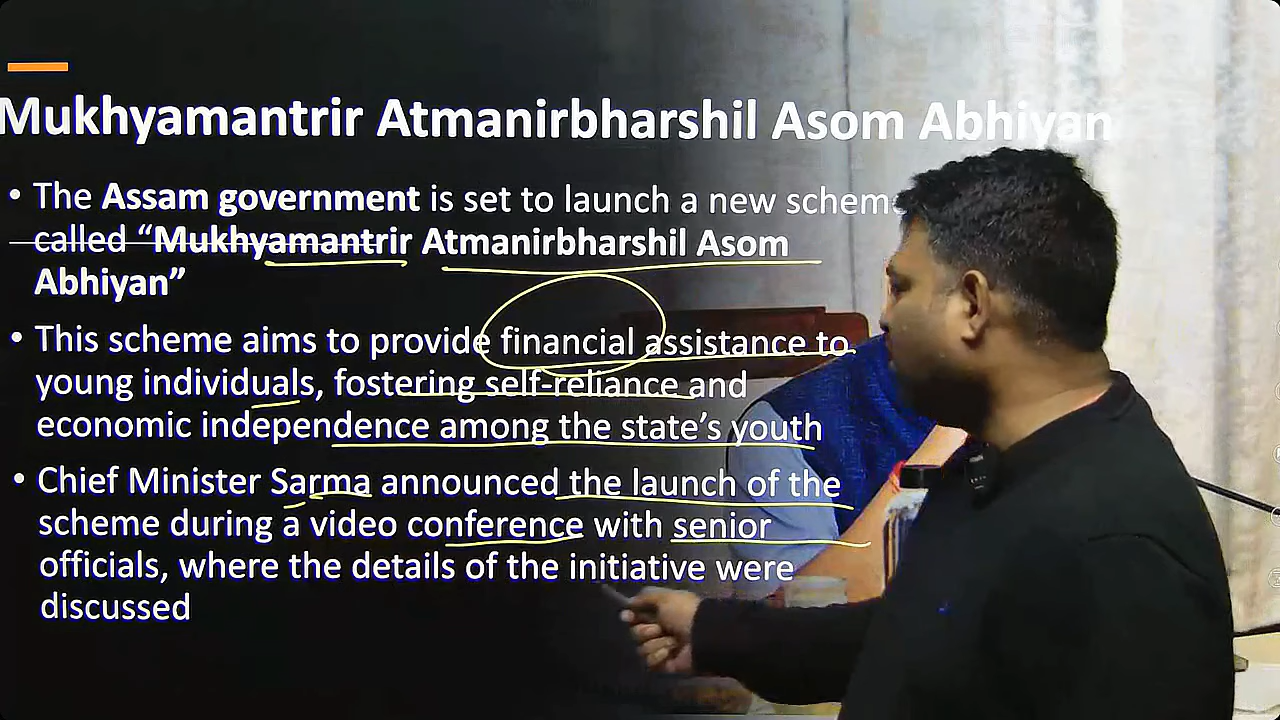 Mukhyamantrir Atmanirbharshil Asom Abhiyan
• The Assam government is set to launch a new scheme
called “Mukhyamantrir Atmanirbharshil Asom
Abhiyan”
• This scheme aims to provide financial assistance to
young individuals, fostering self-reliance and
economic independence among the state’s youth
• Chief Minister Sarma announced the launch of the
scheme during a video conference with senior
officials, where the details of the initiative were
discussed